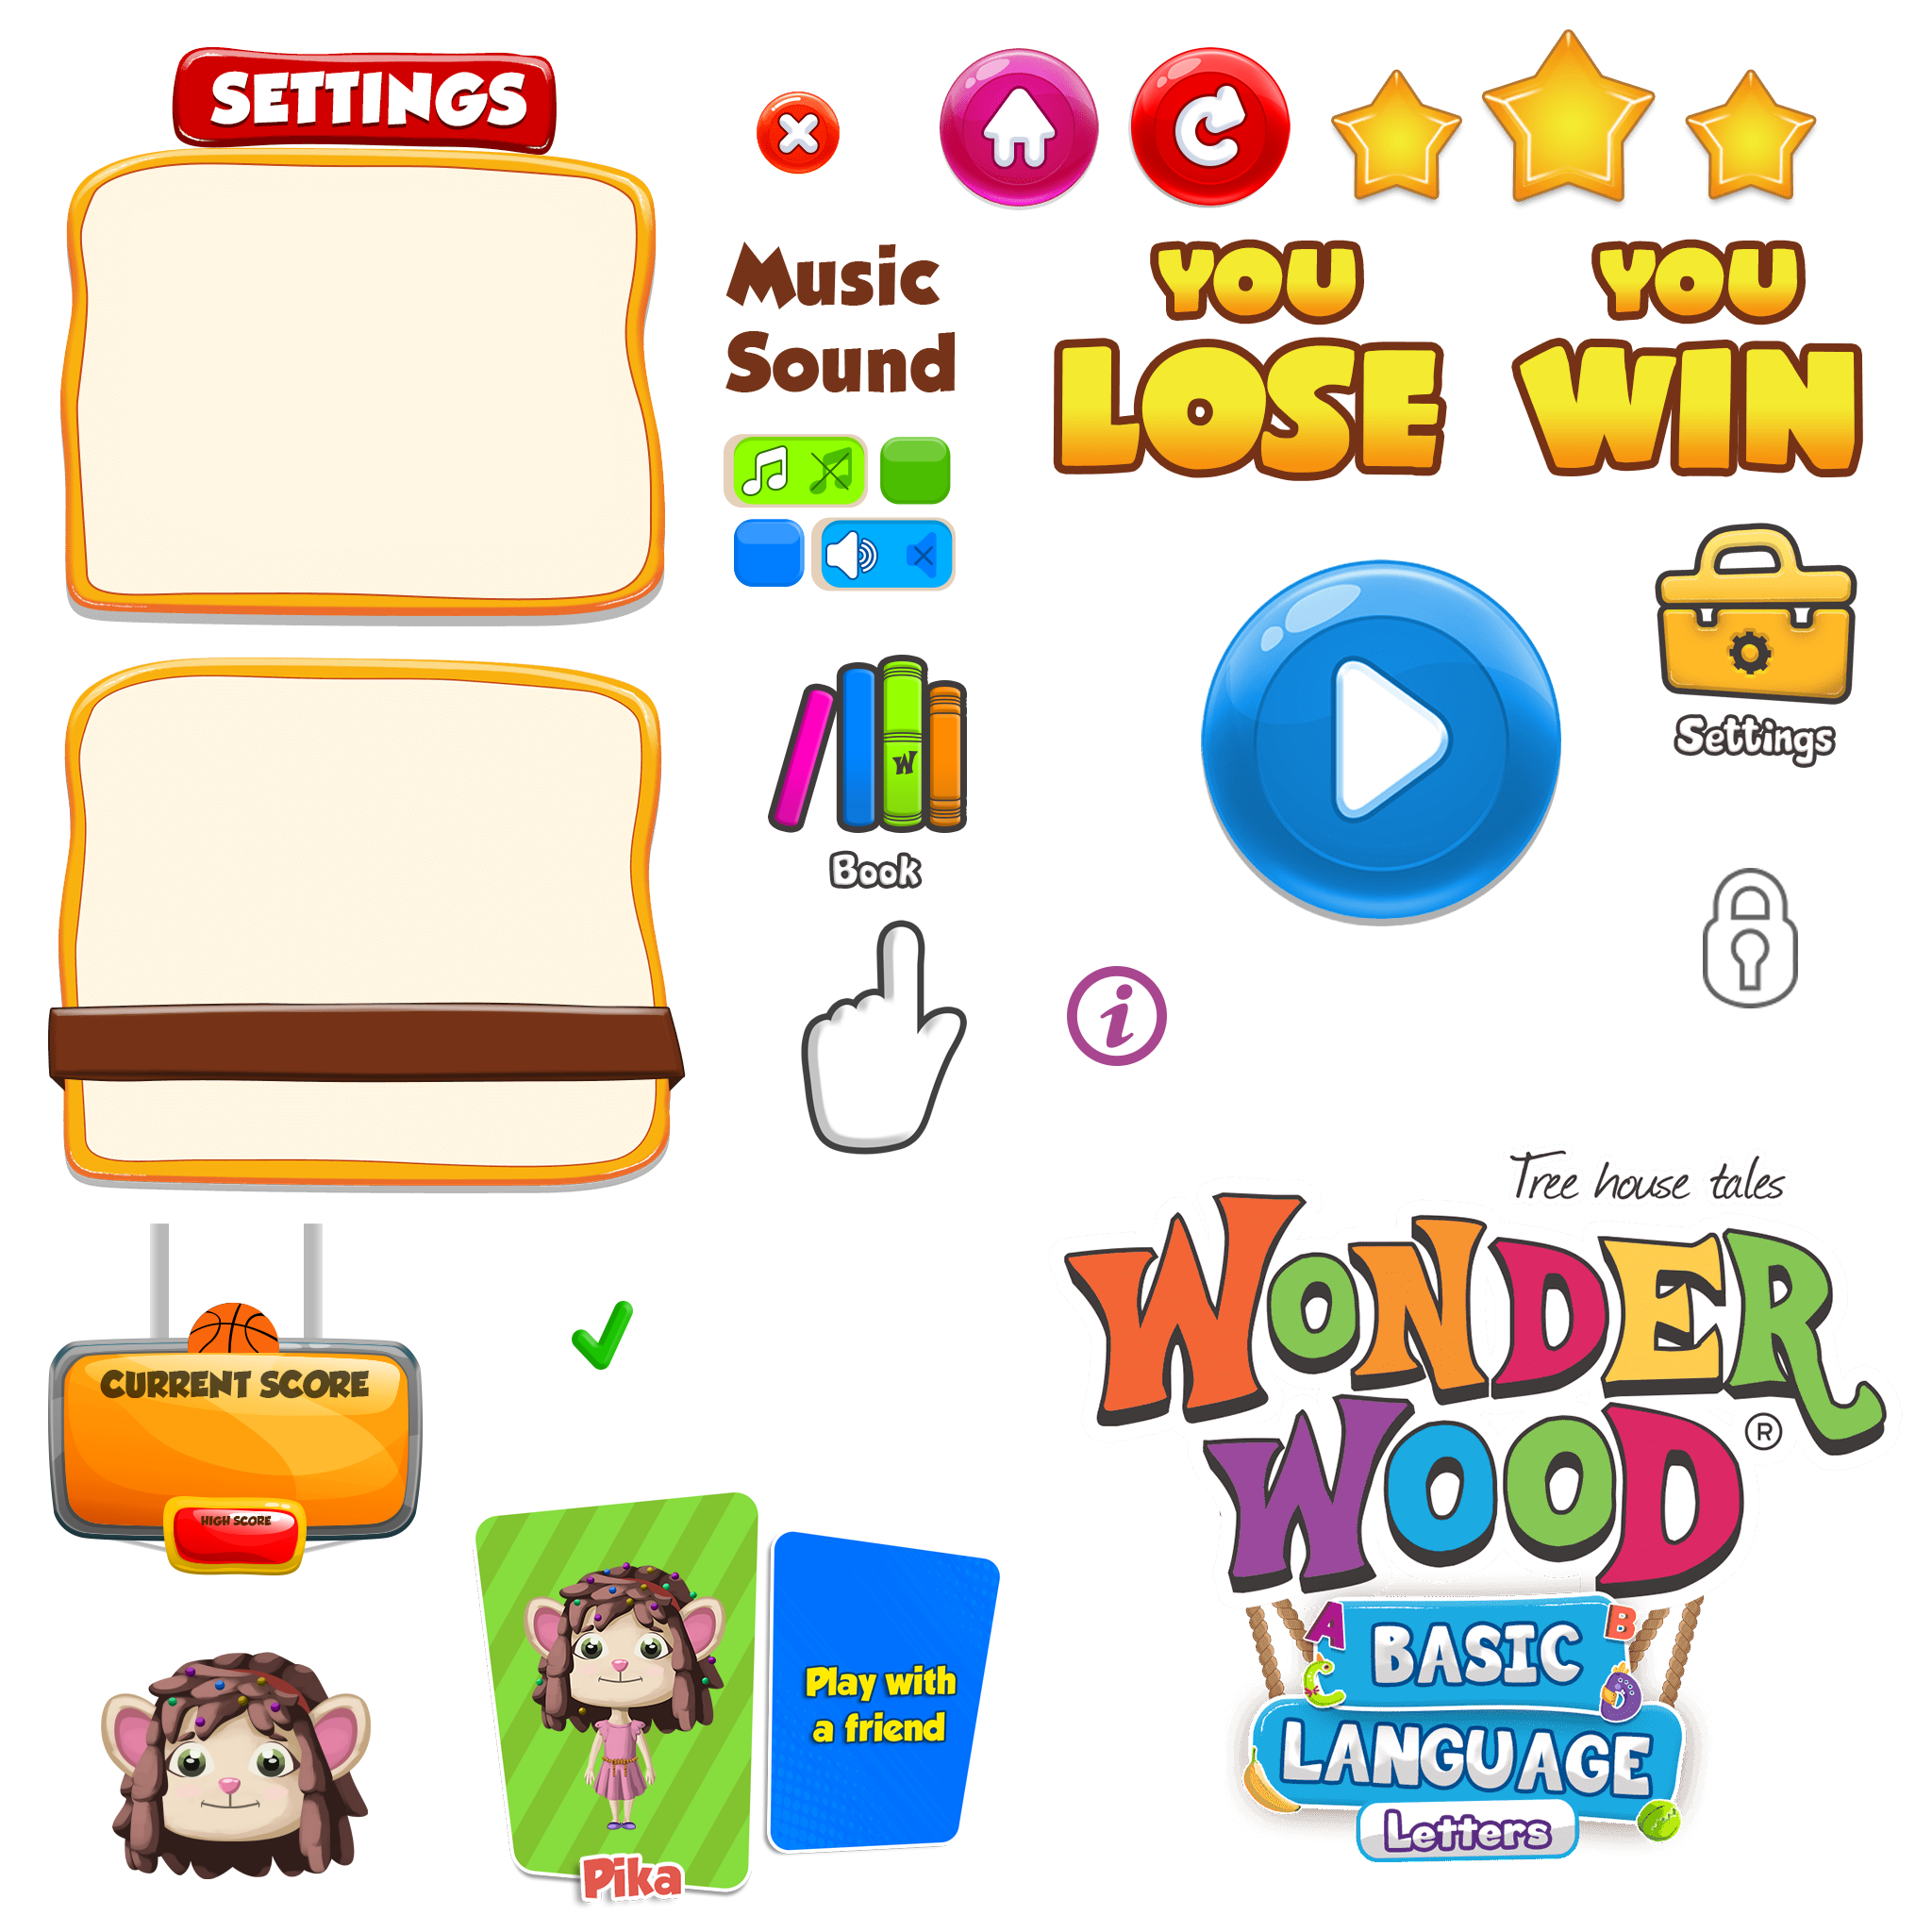 SETTINGS
Music
Sound
YOU
LOSE
YOU
WIN
Settings
W
Book
i
Tree house tales
WONDER
WOOD®
A B
BASIC
C D
LANGUAGE
Letters
CURRENT SCORE
HIGH SCORE
Play with
a friend
Pika